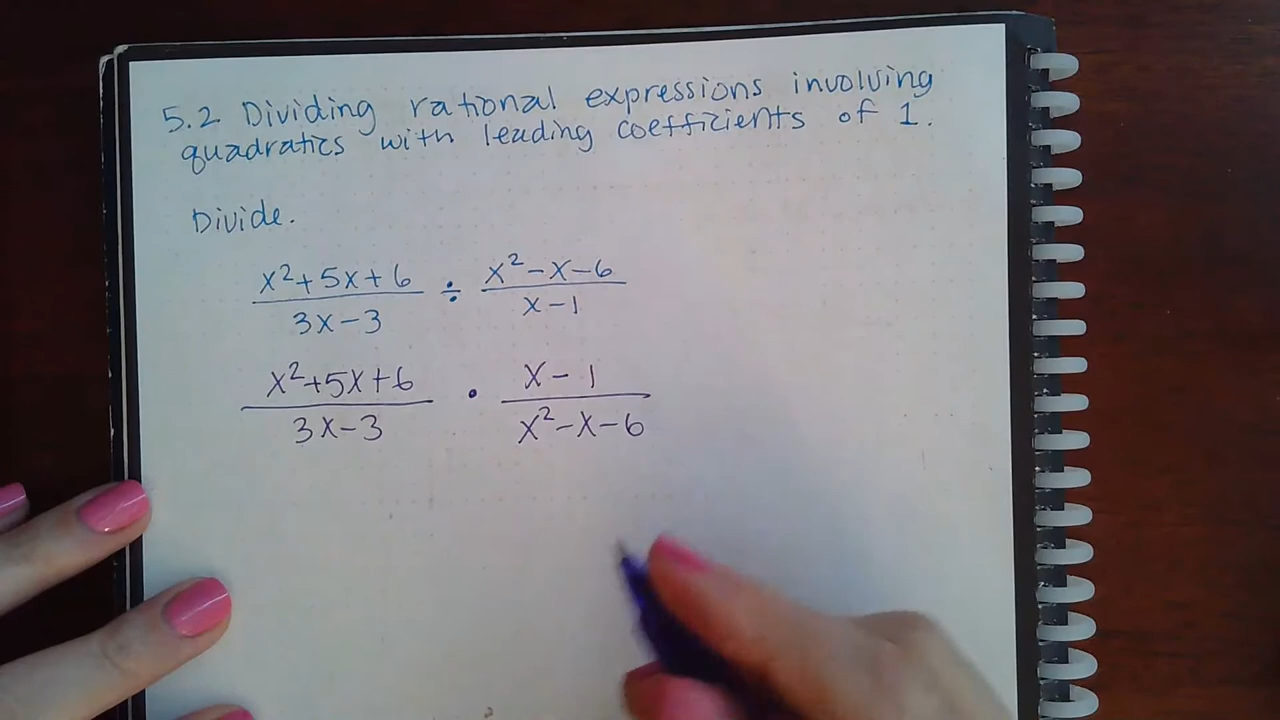 5.2 Dividing rational expressions involving
quadratics with leading coefficients of 1.
Divide.
x²+5x+6 / 3x-3 ÷ x²-x-6 / x-1
x²+5x+6 / 3x-3 · x-1 / x²-x-6